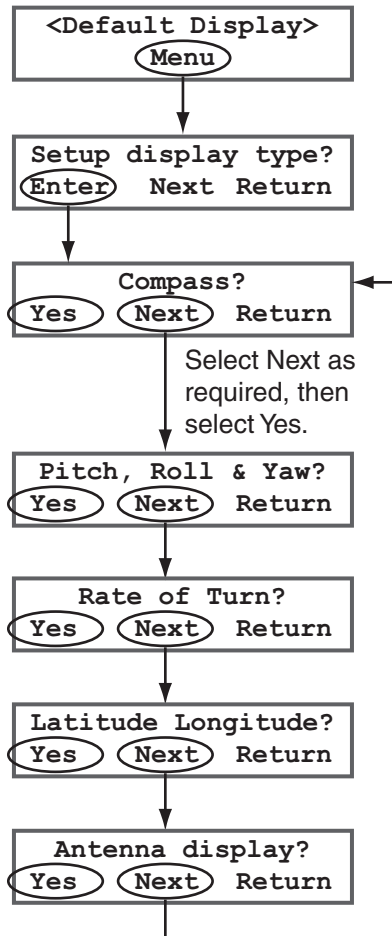 <Default Display>
Menu
Setup display type?
Enter Next Return
Compass?
Yes Next Return
Select Next as
required, then
select Yes.
Pitch, Roll & Yaw?
Yes Next Return
Rate of Turn?
Yes Next Return
Latitude Longitude?
Yes Next Return
Antenna display?
Yes Next Return